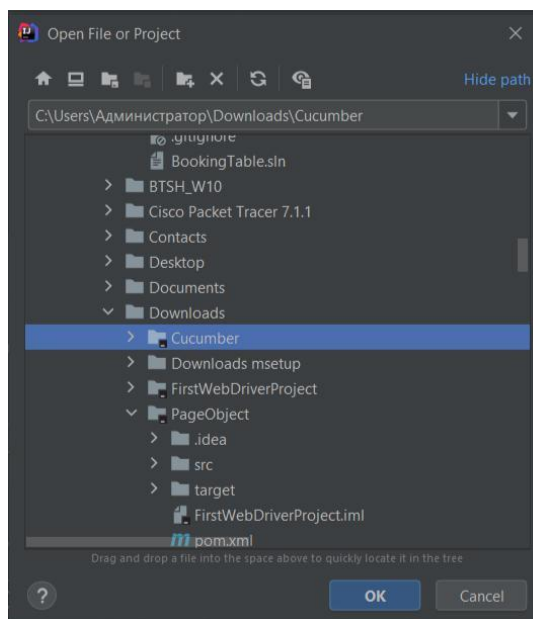 Open File or Project
Hide path
C:\Users\Администратор\Downloads\Cucumber
.gitignore
BookingTable.sln
BTSH_W10
Cisco Packet Tracer 7.1.1
Contacts
Desktop
Documents
Downloads
Cucumber
Downloads msetup
FirstWebDriverProject
PageObject
.idea
src
target
FirstWebDriverProject.iml
pom.xml
Drag and drop a file into the space above to quickly locate it in the tree
? OK Cancel